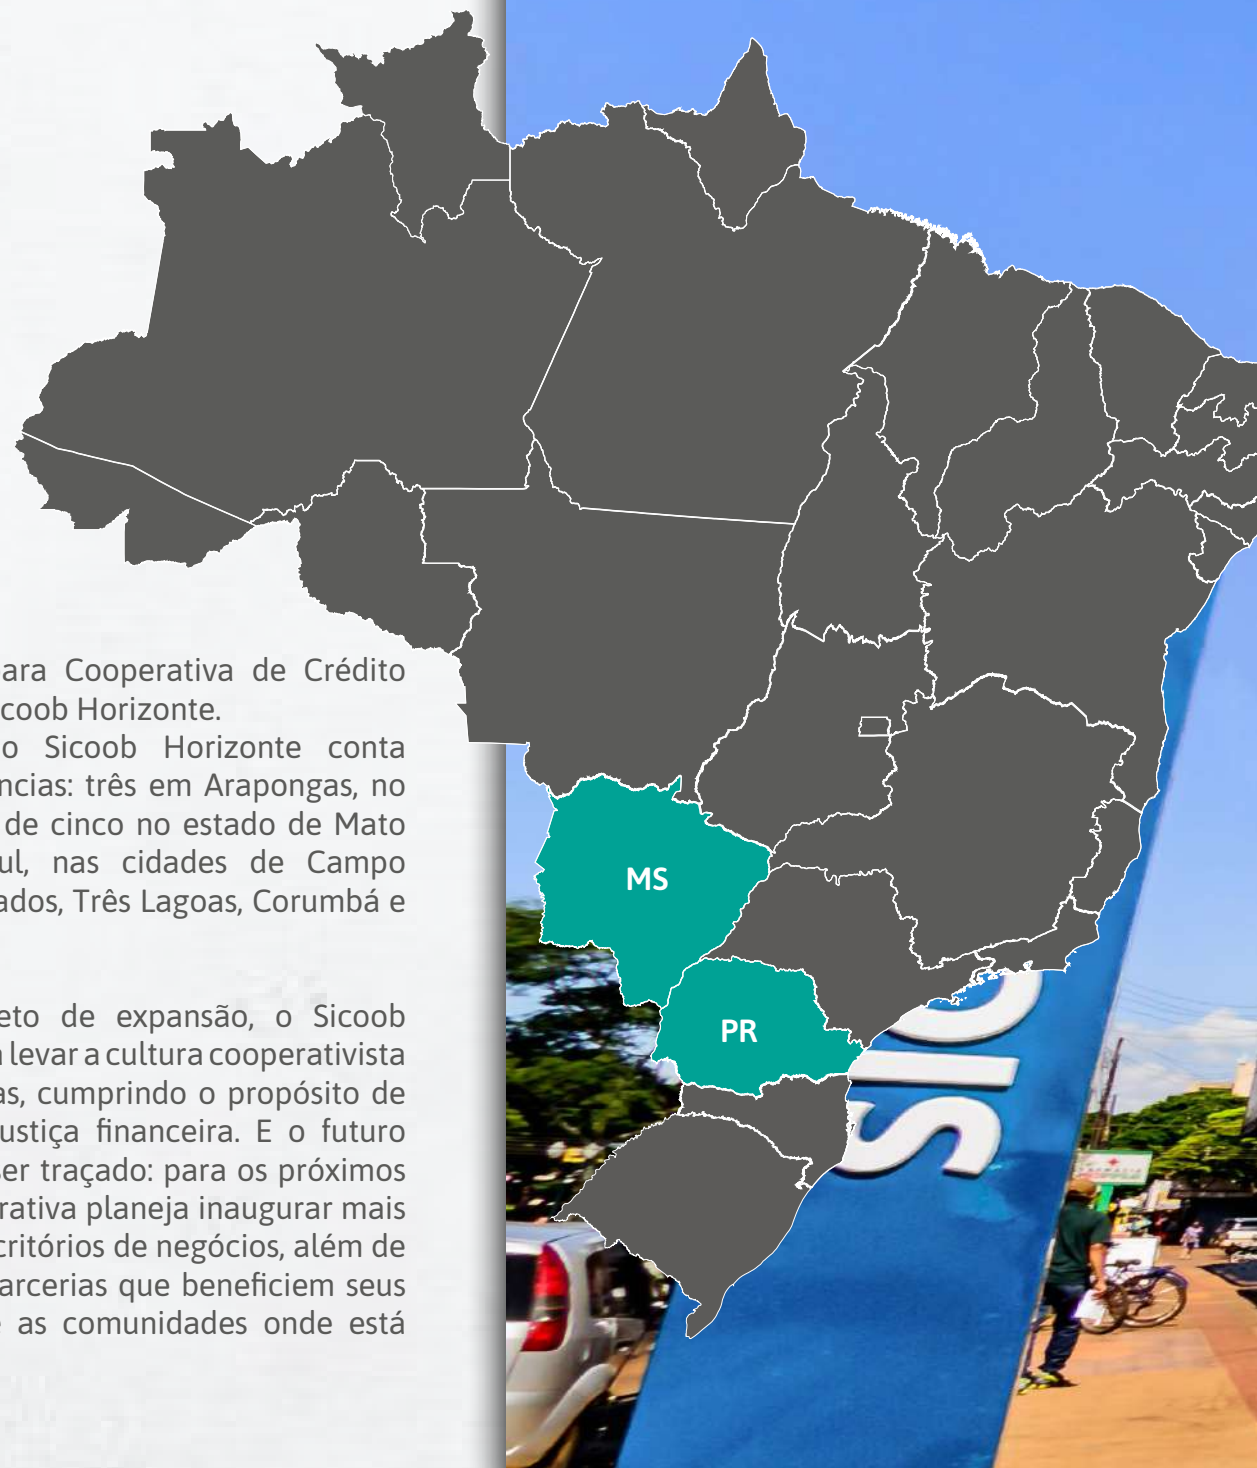 ara Cooperativa de Crédito
coob Horizonte.
o Sicoob Horizonte conta
ncias: três em Arapongas, no
de cinco no estado de Mato
ul, nas cidades de Campo
ados, Três Lagoas, Corumbá e
eto de expansão, o Sicoob
levar a cultura cooperativista
as, cumprindo o propósito de
ustiça financeira. E o futuro
ser traçado: para os próximos
rativa planeja inaugurar mais
critórios de negócios, além de
arcerias que beneficiem seus
e as comunidades onde está
MS
PR
SIC